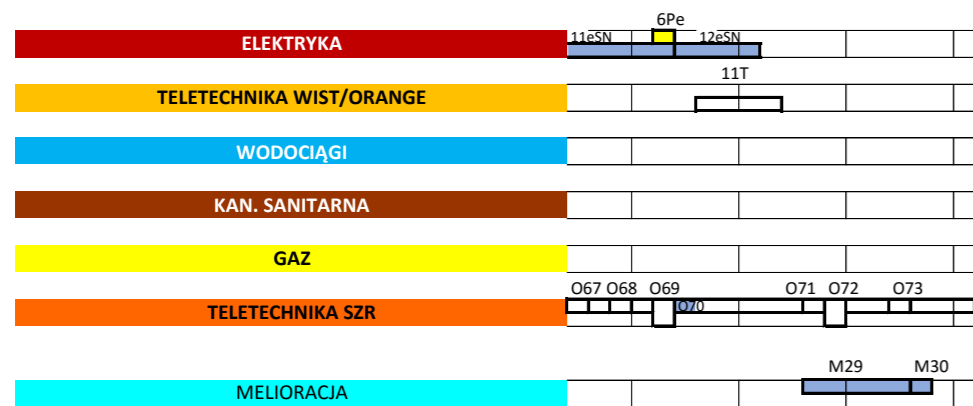 6Pe
ELEKTRYKA 11eSN 12eSN
11T
TELETECHNIKA WIST/ORANGE
WODOCIĄGI
KAN. SANITARNA
GAZ
O67 O68 O69 O71 O72 O73
TELETECHNIKA SZR O70
M29 M30
MELIORACJA